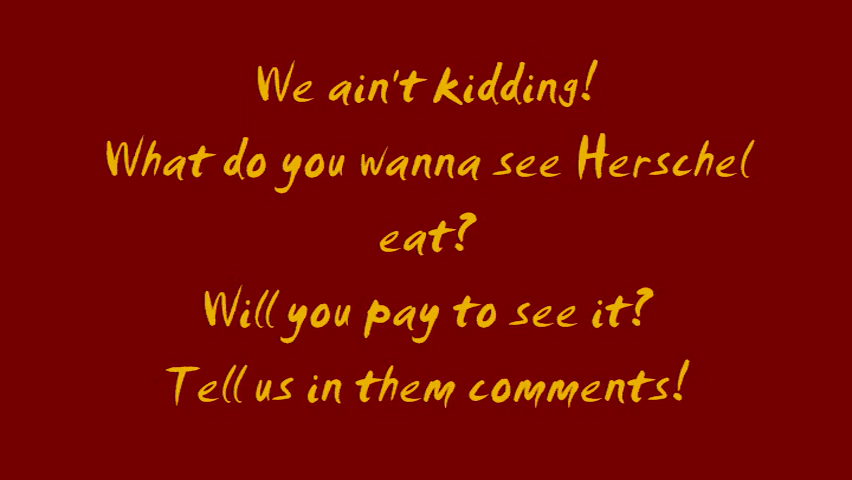 We ain't kidding!
What do you wanna see Herschel
eat?
Will you pay to see it?
Tell us in them comments!